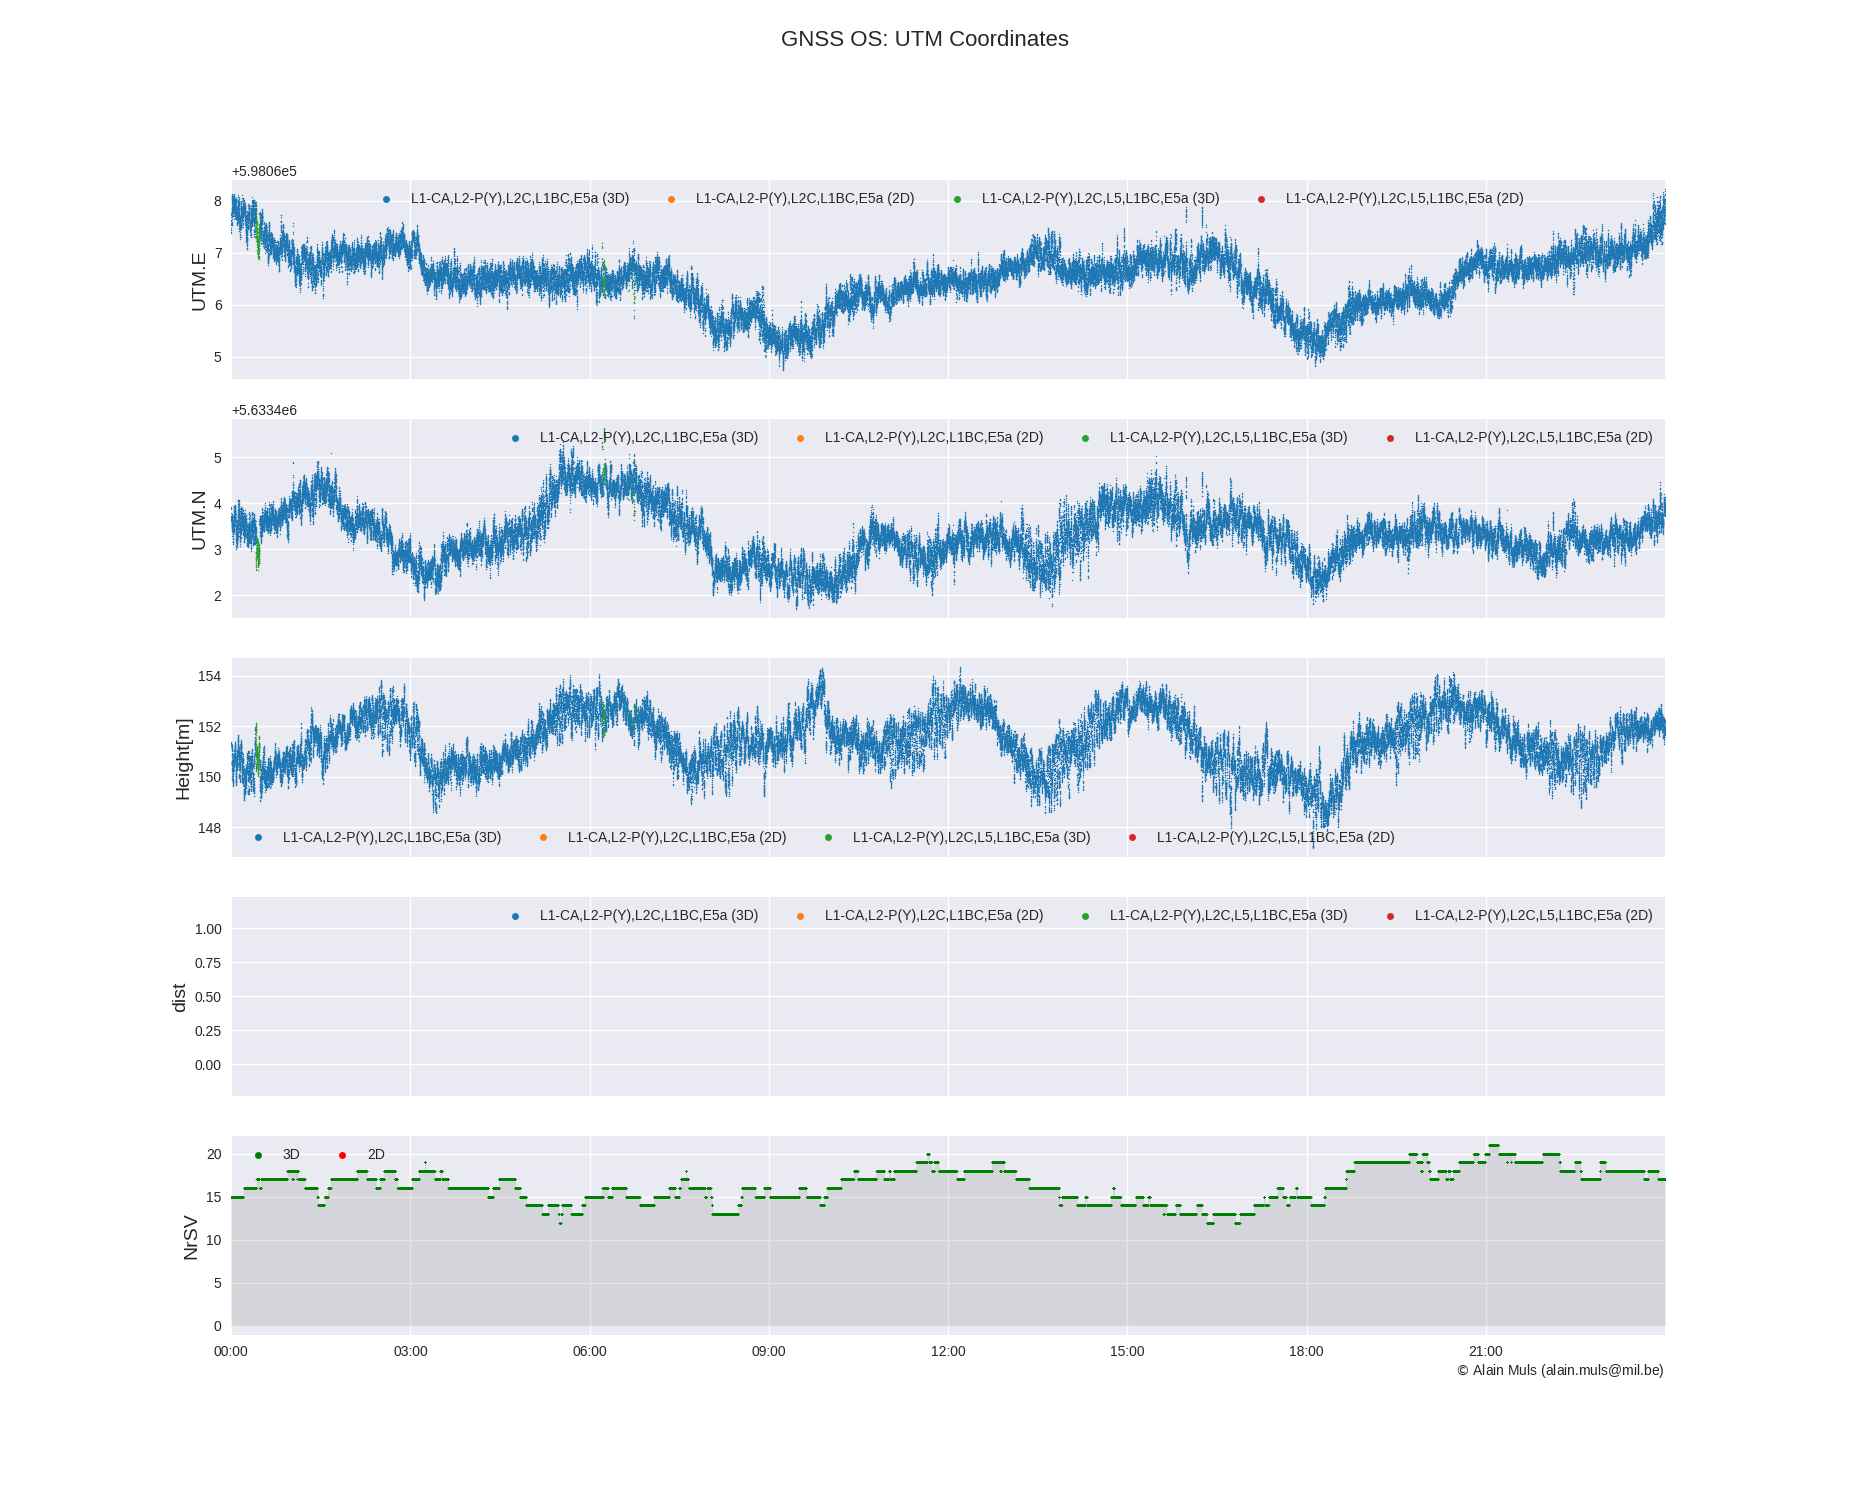 GNSS OS: UTM Coordinates
+5.9806e5
L1-CA,L2-P(Y),L2C,L1BC,E5a (3D) L1-CA,L2-P(Y),L2C,L1BC,E5a (2D) L1-CA,L2-P(Y),L2C,L5,L1BC,E5a (3D) L1-CA,L2-P(Y),L2C,L5,L1BC,E5a (2D)
8
7
6
5
UTM.E
+5.6334e6
L1-CA,L2-P(Y),L2C,L1BC,E5a (3D) L1-CA,L2-P(Y),L2C,L1BC,E5a (2D) L1-CA,L2-P(Y),L2C,L5,L1BC,E5a (3D) L1-CA,L2-P(Y),L2C,L5,L1BC,E5a (2D)
5
4
3
2
UTM.N
154
152
150
148
Height[m]
L1-CA,L2-P(Y),L2C,L1BC,E5a (3D) L1-CA,L2-P(Y),L2C,L1BC,E5a (2D) L1-CA,L2-P(Y),L2C,L5,L1BC,E5a (3D) L1-CA,L2-P(Y),L2C,L5,L1BC,E5a (2D)
L1-CA,L2-P(Y),L2C,L1BC,E5a (3D) L1-CA,L2-P(Y),L2C,L1BC,E5a (2D) L1-CA,L2-P(Y),L2C,L5,L1BC,E5a (3D) L1-CA,L2-P(Y),L2C,L5,L1BC,E5a (2D)
1.00
0.75
0.50
0.25
0.00
dist
3D 2D
20
15
10
5
0
NrSV
00:00 03:00 06:00 09:00 12:00 15:00 18:00 21:00
© Alain Muls (alain.muls@mil.be)